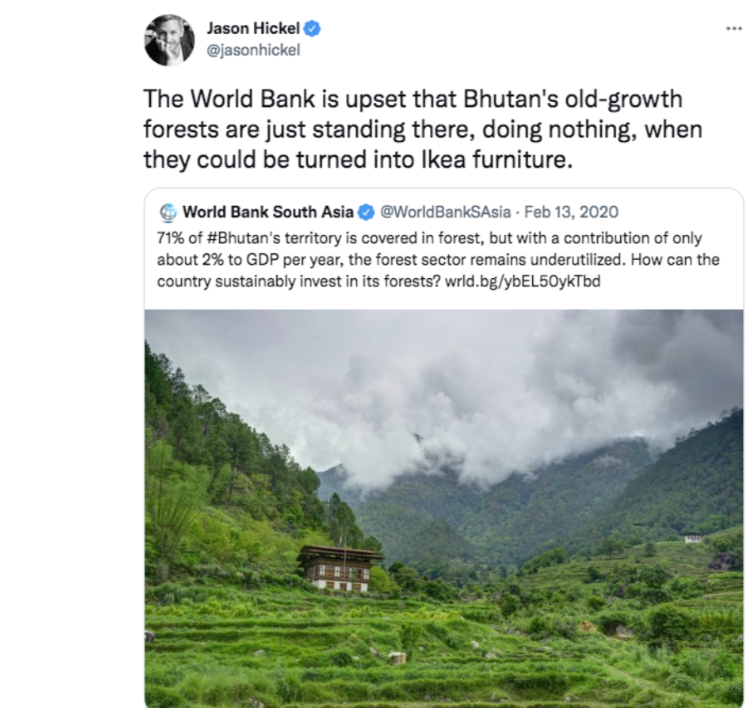 Jason Hickel
@jasonhickel
The World Bank is upset that Bhutan's old-growth
forests are just standing there, doing nothing, when
they could be turned into Ikea furniture.
World Bank South Asia @WorldBankSAsia · Feb 13, 2020
71% of #Bhutan's territory is covered in forest, but with a contribution of only
about 2% to GDP per year, the forest sector remains underutilized. How can the
country sustainably invest in its forests? wrld.bg/ybEL50ykTbd